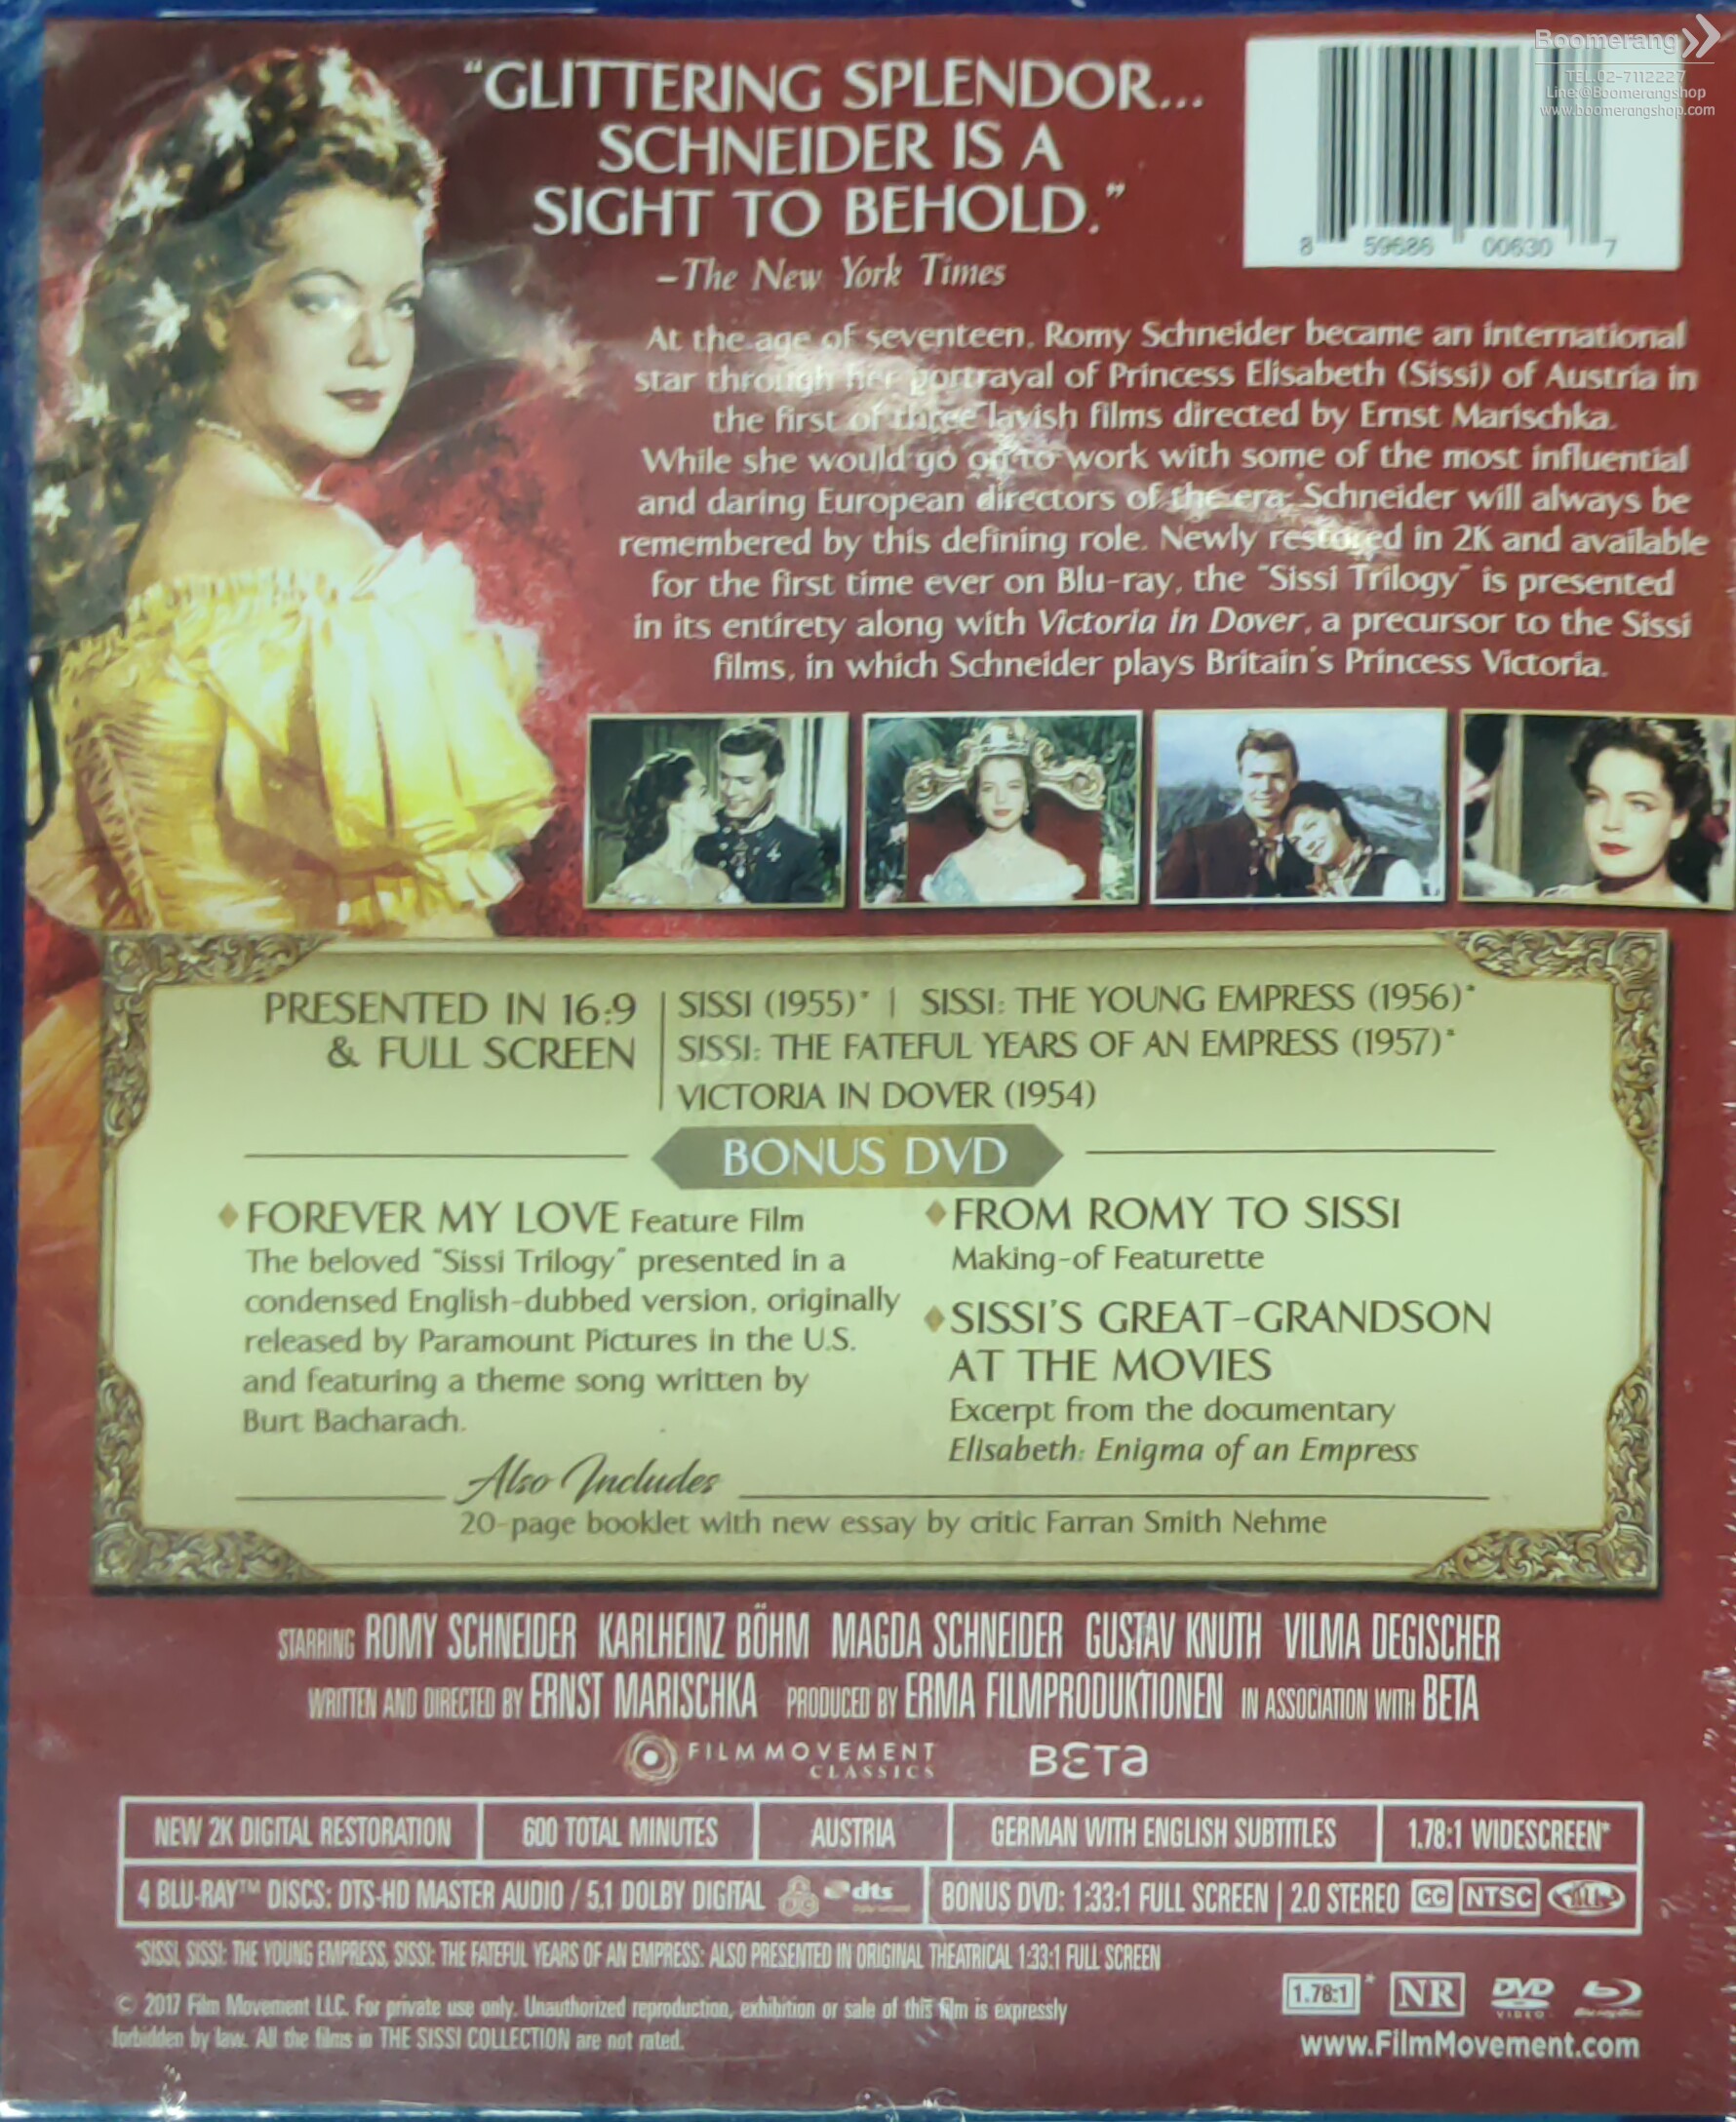 Boomerang
TEL.02-7112227
Line:@Boomerangshop
www.boomerangshop.com
“GLITTERING SPLENDOR...
SCHNEIDER IS A
SIGHT TO BEHOLD.”
–The New York Times
8 59686 00630 7
At the age of seventeen, Romy Schneider became an international
star through her portrayal of Princess Elisabeth (Sissi) of Austria in
the first of three lavish films directed by Ernst Marischka.
While she would go on to work with some of the most influential
and daring European directors of the era, Schneider will always be
remembered by this defining role. Newly restored in 2K and available
for the first time ever on Blu-ray, the “Sissi Trilogy” is presented
in its entirety along with Victoria in Dover, a precursor to the Sissi
films, in which Schneider plays Britain's Princess Victoria.
PRESENTED IN 16:9
& FULL SCREEN
SISSI (1955)* | SISSI: THE YOUNG EMPRESS (1956)*
SISSI: THE FATEFUL YEARS OF AN EMPRESS (1957)*
VICTORIA IN DOVER (1954)
BONUS DVD
FOREVER MY LOVE Feature Film
The beloved “Sissi Trilogy” presented in a
condensed English-dubbed version, originally
released by Paramount Pictures in the U.S.
and featuring a theme song written by
Burt Bacharach.
FROM ROMY TO SISSI
Making-of Featurette
SISSI'S GREAT-GRANDSON
AT THE MOVIES
Excerpt from the documentary
Elisabeth: Enigma of an Empress
Also Includes
20-page booklet with new essay by critic Farran Smith Nehme
STARRING ROMY SCHNEIDER KARLHEINZ BÖHM MAGDA SCHNEIDER GUSTAV KNUTH VILMA DEGISCHER
WRITTEN AND DIRECTED BY ERNST MARISCHKA PRODUCED BY ERMA FILMPRODUKTIONEN IN ASSOCIATION WITH BETA
FILM MOVEMENT
CLASSICS
BETA
NEW 2K DIGITAL RESTORATION 600 TOTAL MINUTES AUSTRIA GERMAN WITH ENGLISH SUBTITLES 1.78:1 WIDESCREEN*
4 BLU-RAY™ DISCS: DTS-HD MASTER AUDIO / 5.1 DOLBY DIGITAL dts BONUS DVD: 1:33:1 FULL SCREEN | 2.0 STEREO CC NTSC ALL
*SISSI, SISSI: THE YOUNG EMPRESS, SISSI: THE FATEFUL YEARS OF AN EMPRESS: ALSO PRESENTED IN ORIGINAL THEATRICAL 1:33:1 FULL SCREEN
© 2017 Film Movement LLC. For private use only. Unauthorized reproduction, exhibition or sale of this film is expressly
forbidden by law. All the films in THE SISSI COLLECTION are not rated.
1.78:1 * NR DVD VIDEO Blu-ray Disc
www.FilmMovement.com